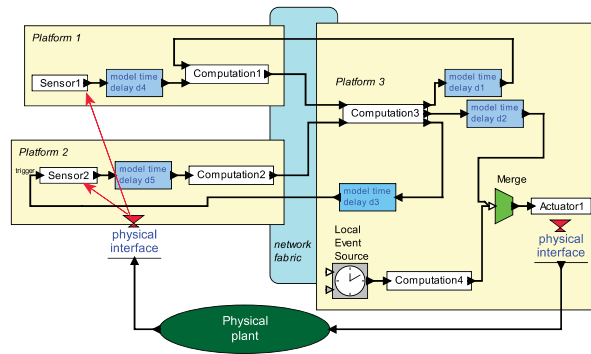 Platform 1
Sensor1
model time
delay d4
Computation1
Platform 3
model time
delay d1
Computation3
model time
delay d2
Platform 2
trigger
Sensor2
model time
delay d5
Computation2
model time
delay d3
Merge
Actuator1
physical
interface
physical
interface
network
fabric
Local
Event
Source
Computation4
Physical
plant